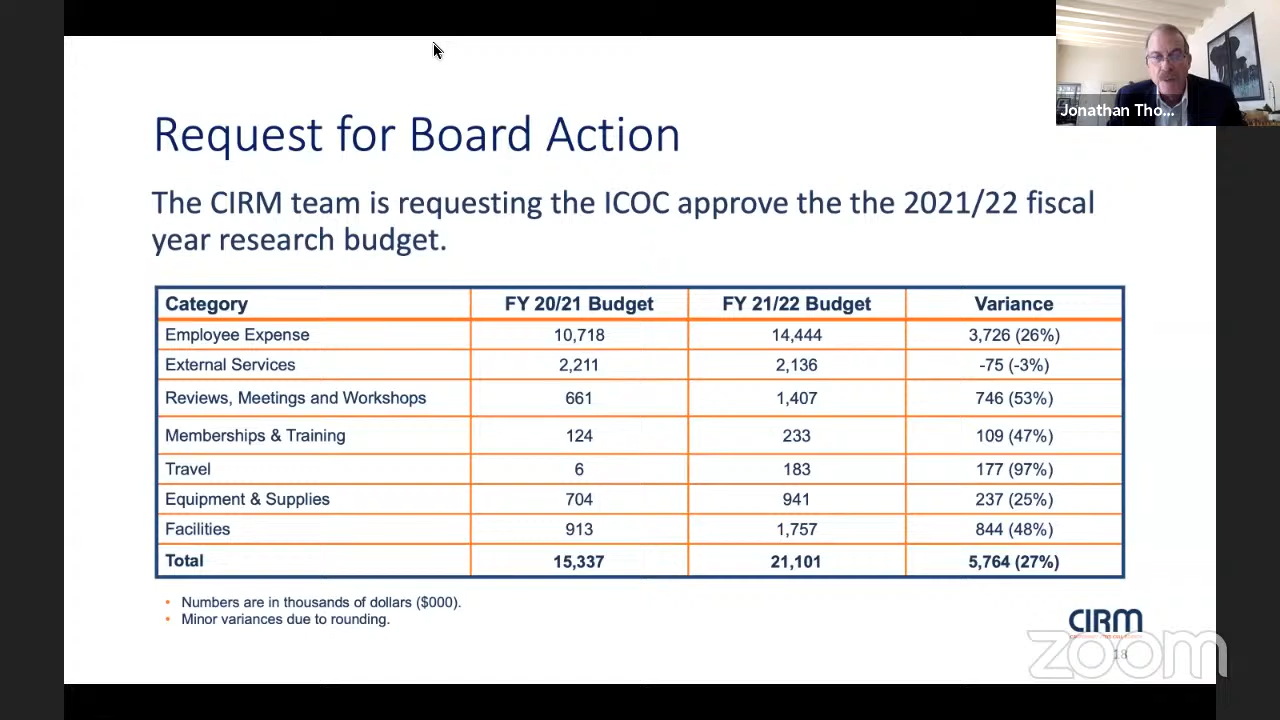 Jonathan Tho...
Request for Board Action
The CIRM team is requesting the ICOC approve the the 2021/22 fiscal
year research budget.
Category FY 20/21 Budget FY 21/22 Budget Variance
Employee Expense 10,718 14,444 3,726 (26%)
External Services 2,211 2,136 -75 (-3%)
Reviews, Meetings and Workshops 661 1,407 746 (53%)
Memberships & Training 124 233 109 (47%)
Travel 6 183 177 (97%)
Equipment & Supplies 704 941 237 (25%)
Facilities 913 1,757 844 (48%)
Total 15,337 21,101 5,764 (27%)
• Numbers are in thousands of dollars ($000).
• Minor variances due to rounding.
CIRM
zoom
18